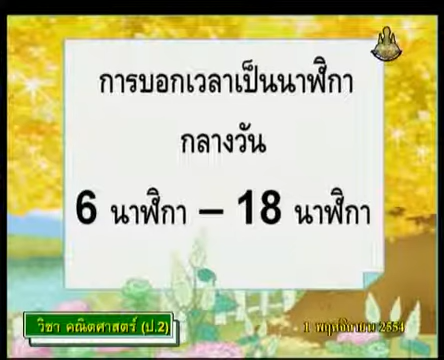 การบอกเวลาเป็นนาฬิกา
กลางวัน
6 นาฬิกา – 18 นาฬิกา
วิชา คณิตศาสตร์ (ป.2)
1 พฤศจิกายน 2554